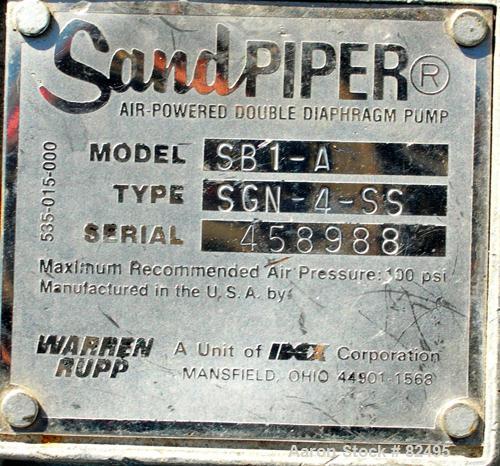 SandPIPER®
AIR-POWERED DOUBLE DIAPHRAGM PUMP
535-015-000
MODEL SB1-A
TYPE SGN-4-SS
SERIAL 458988
Maximum Recommended Air Pressure: 100 psi
Manufactured in the U.S.A. by:
WARREN RUPP
A Unit of IDEX Corporation
MANSFIELD, OHIO 44901-1568
Aaron Stock # 82495